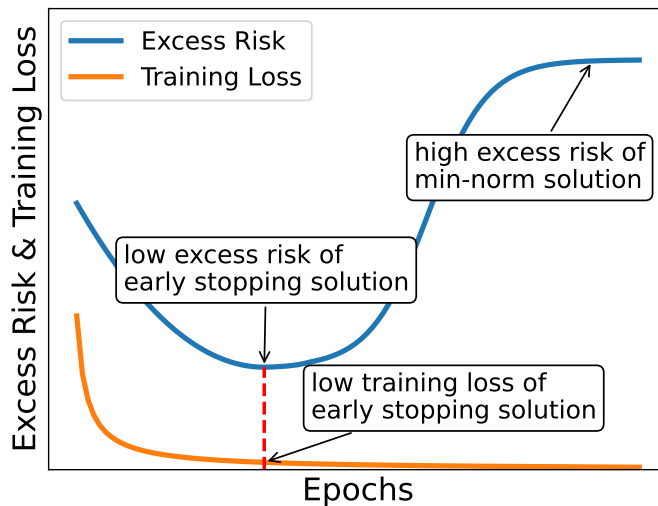 Excess Risk & Training Loss
Excess Risk
Training Loss
high excess risk of
min-norm solution
low excess risk of
early stopping solution
low training loss of
early stopping solution
Epochs